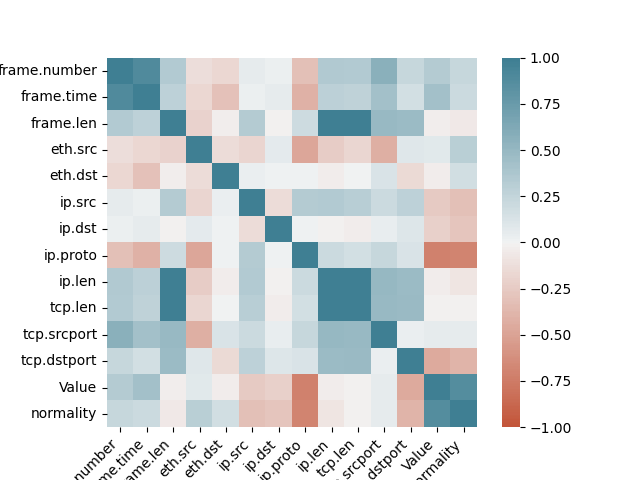 frame.number
frame.time
frame.len
eth.src
eth.dst
ip.src
ip.dst
ip.proto
ip.len
tcp.len
tcp.srcport
tcp.dstport
Value
normality
number
me.time
ame.len
eth.src
eth.dst
ip.src
ip.dst
ip.proto
ip.len
tcp.len
.srcport
dstport
Value
ormality
1.00
0.75
0.50
0.25
0.00
−0.25
−0.50
−0.75
−1.00